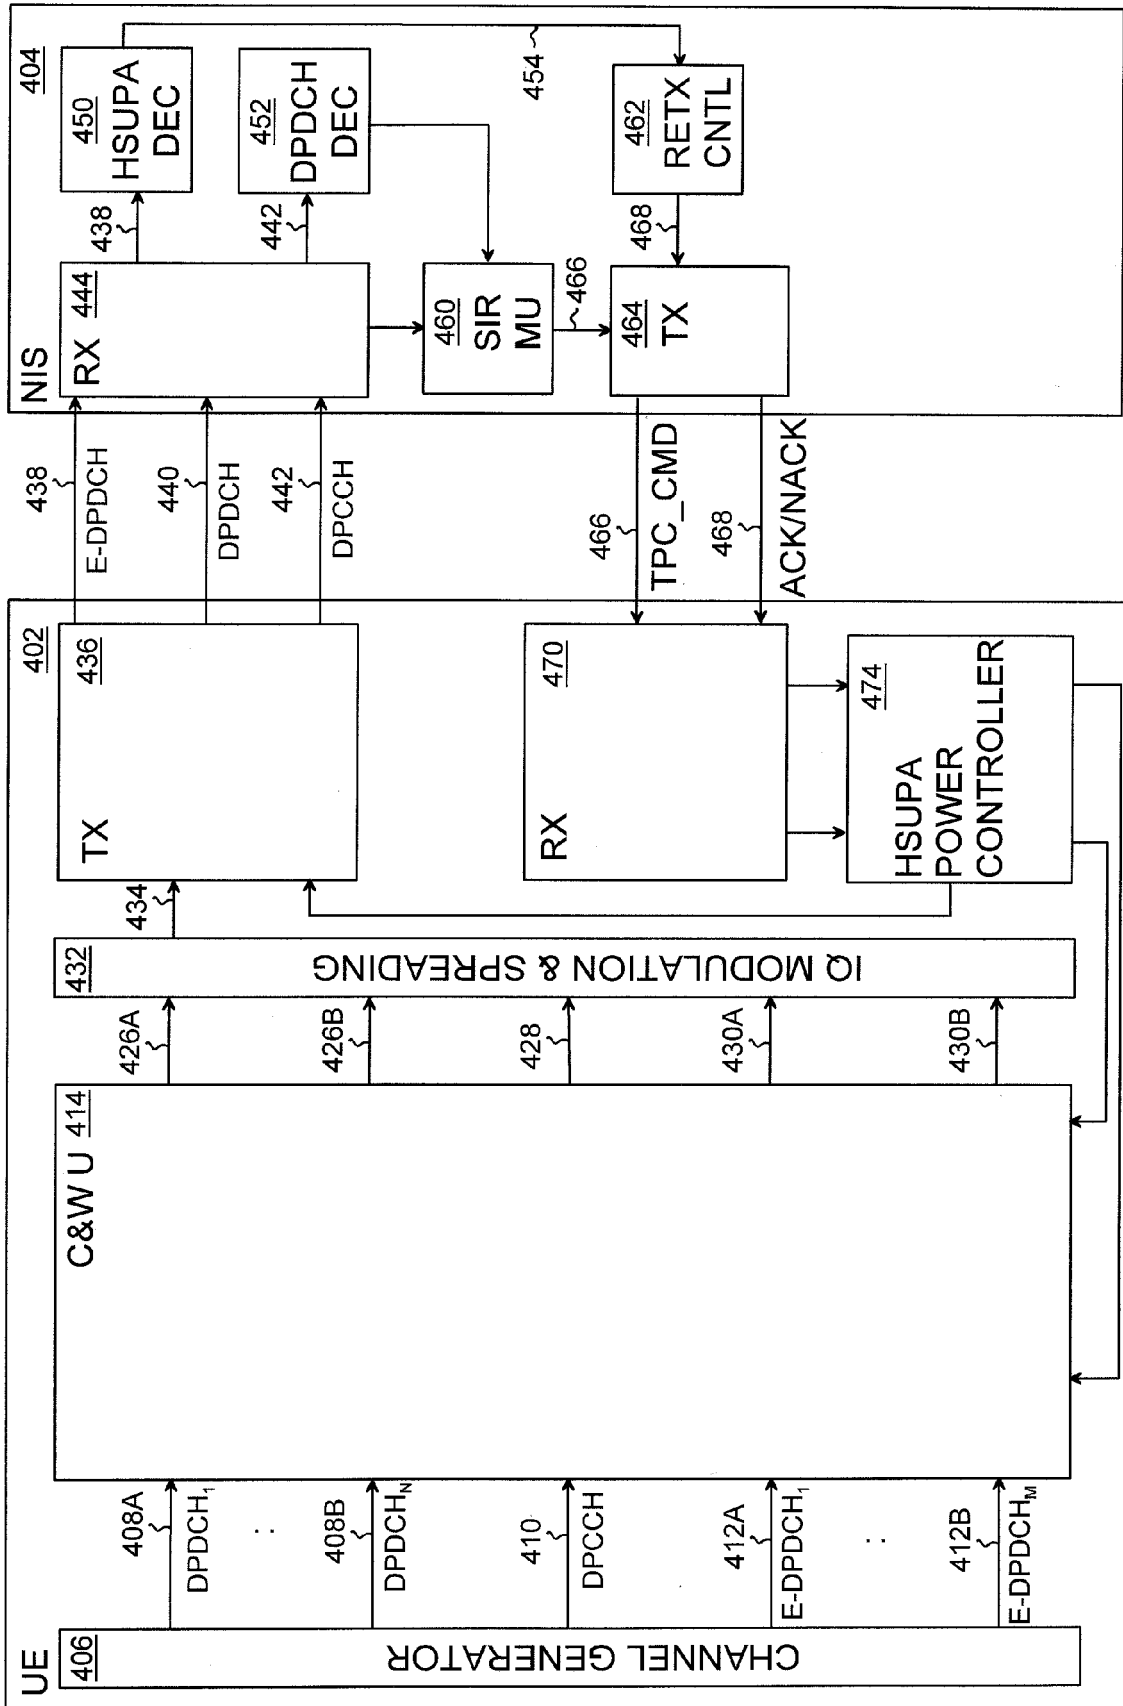 UE
402
406
CHANNEL GENERATOR
408A
DPDCH₁
:
408B
DPDCH_N
410
DPCCH
412A
E-DPDCH₁
:
412B
E-DPDCH_M
C&W U 414
426A
426B
428
430A
430B
432
IQ MODULATION & SPREADING
434
TX
436
RX
470
HSUPA
POWER
CONTROLLER
474
438
E-DPDCH
440
DPDCH
442
DPCCH
466
TPC_CMD
468
ACK/NACK
NIS
404
RX 444
438
442
450
HSUPA
DEC
452
DPDCH
DEC
454
460
SIR
MU
466
464
TX
468
462
RETX
CNTL